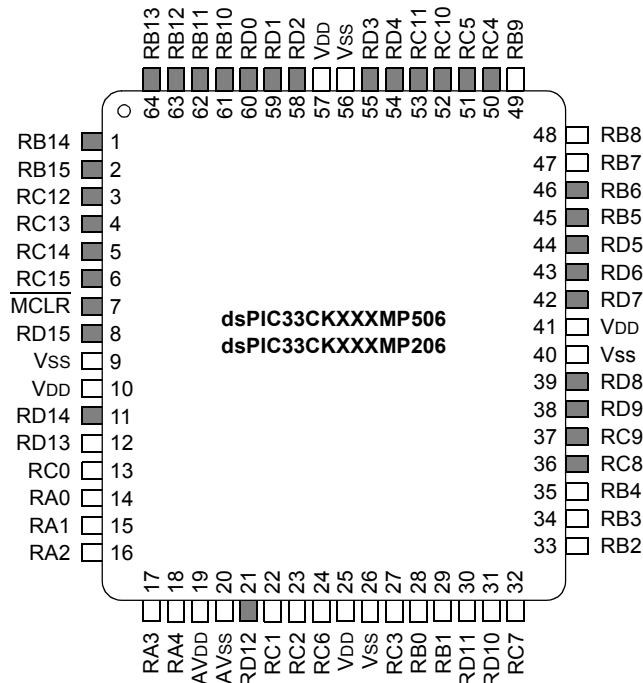 RB13 RB12 RB11 RB10 RD0 RD1 RD2 VDD VSS RD3 RD4 RC11 RC10 RC5 RC4 RB9
64 63 62 61 60 59 58 57 56 55 54 53 52 51 50 49
RB14 1
RB15 2
RC12 3
RC13 4
RC14 5
RC15 6
MCLR 7
RD15 8
VSS 9
VDD 10
RD14 11
RD13 12
RC0 13
RA0 14
RA1 15
RA2 16
dsPIC33CKXXXMP506
dsPIC33CKXXXMP206
48 RB8
47 RB7
46 RB6
45 RB5
44 RD5
43 RD6
42 RD7
41 VDD
40 Vss
39 RD8
38 RD9
37 RC9
36 RC8
35 RB4
34 RB3
33 RB2
17 18 19 20 21 22 23 24 25 26 27 28 29 30 31 32
RA3 RA4 AVDD AVSS RD12 RC1 RC2 RC6 VDD VSS RC3 RB0 RB1 RD11 RD10 RC7